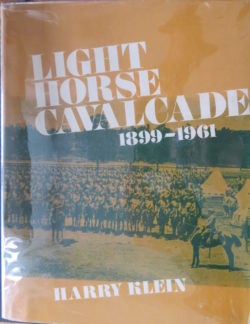 LIGHT
HORSE
CAVALCADE
1899-1961
HARRY KLEIN